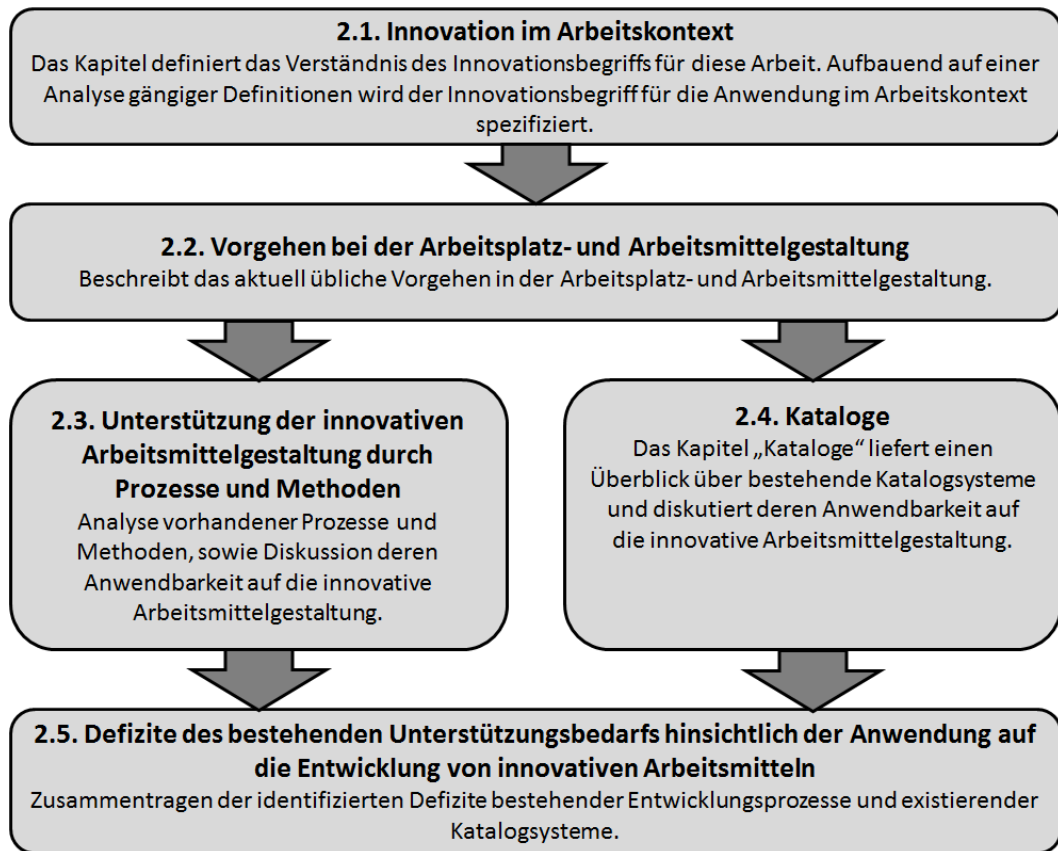 2.1. Innovation im Arbeitskontext
Das Kapitel definiert das Verständnis des Innovationsbegriffs für diese Arbeit. Aufbauend auf einer
Analyse gängiger Definitionen wird der Innovationsbegriff für die Anwendung im Arbeitskontext
spezifiziert.
2.2. Vorgehen bei der Arbeitsplatz- und Arbeitsmittelgestaltung
Beschreibt das aktuell übliche Vorgehen in der Arbeitsplatz- und Arbeitsmittelgestaltung.
2.3. Unterstützung der innovativen
Arbeitsmittelgestaltung durch
Prozesse und Methoden
Analyse vorhandener Prozesse und
Methoden, sowie Diskussion deren
Anwendbarkeit auf die innovative
Arbeitsmittelgestaltung.
2.4. Kataloge
Das Kapitel „Kataloge“ liefert einen
Überblick über bestehende Katalogsysteme
und diskutiert deren Anwendbarkeit auf
die innovative Arbeitsmittelgestaltung.
2.5. Defizite des bestehenden Unterstützungsbedarfs hinsichtlich der Anwendung auf
die Entwicklung von innovativen Arbeitsmitteln
Zusammentragen der identifizierten Defizite bestehender Entwicklungsprozesse und existierender
Katalogsysteme.